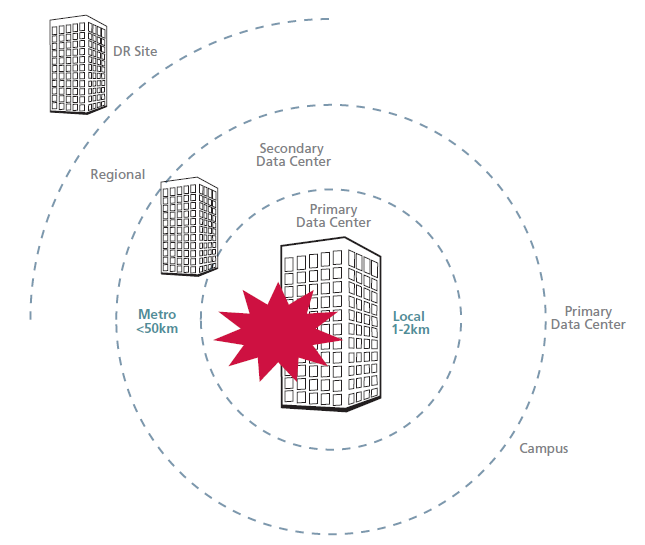 DR Site
Secondary
Data Center
Regional
Primary
Data Center
Metro
<50km
Local
1-2km
Primary
Data Center
Campus